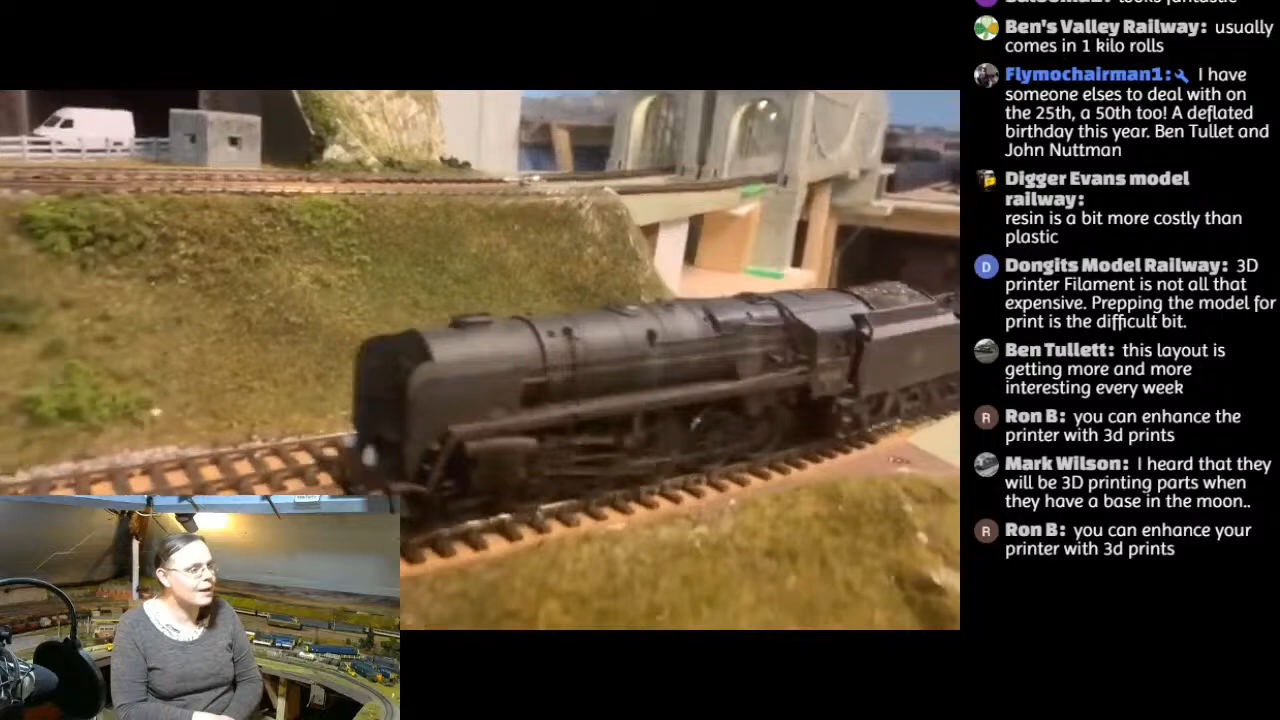 Ben's Valley Railway: usually
comes in 1 kilo rolls
Flymochairman1: I have
someone elses to deal with on
the 25th, a 50th too! A deflated
birthday this year. Ben Tullet and
John Nuttman
Digger Evans model
railway:
resin is a bit more costly than
plastic
D
Dongits Model Railway: 3D
printer Filament is not all that
expensive. Prepping the model for
print is the difficult bit.
Ben Tullett: this layout is
getting more and more
interesting every week
R
Ron B: you can enhance the
printer with 3d prints
Mark Wilson: I heard that they
will be 3D printing parts when
they have a base in the moon..
R
Ron B: you can enhance your
printer with 3d prints